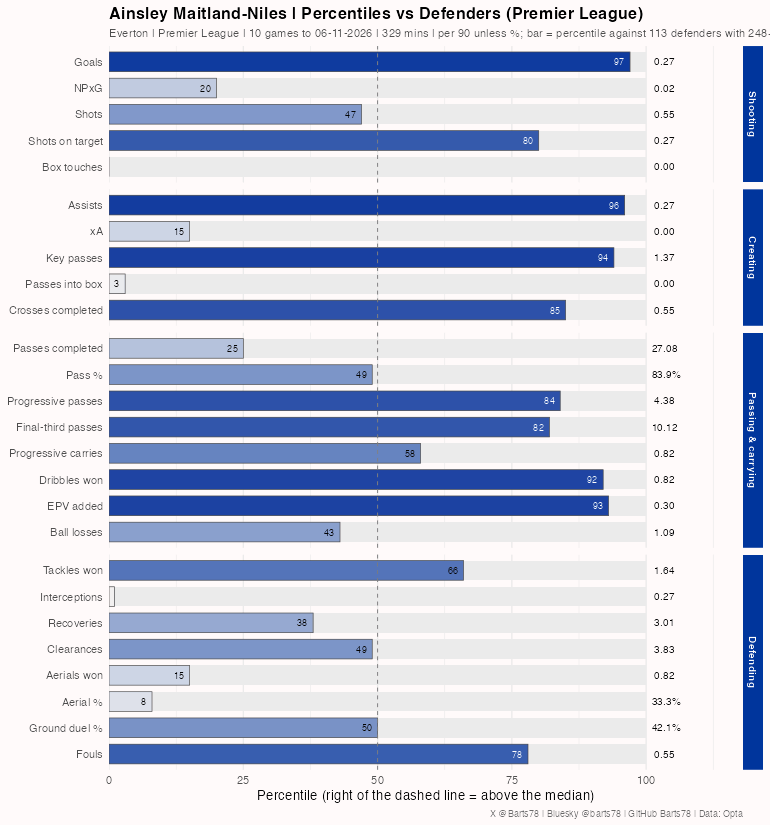 Ainsley Maitland-Niles | Percentiles vs Defenders (Premier League)
Everton | Premier League | 10 games to 06-11-2026 | 329 mins | per 90 unless %; bar = percentile against 113 defenders with 248-
Goals 97 0.27
NPxG 20 0.02
Shots 47 0.55
Shots on target 80 0.27
Box touches 0.00
Shooting
Assists 96 0.27
xA 15 0.00
Key passes 94 1.37
Passes into box 3 0.00
Crosses completed 85 0.55
Creating
Passes completed 25 27.08
Pass % 49 83.9%
Progressive passes 84 4.38
Final-third passes 82 10.12
Progressive carries 58 0.82
Dribbles won 92 0.82
EPV added 93 0.30
Ball losses 43 1.09
Passing & carrying
Tackles won 66 1.64
Interceptions 0.27
Recoveries 38 3.01
Clearances 49 3.83
Aerials won 15 0.82
Aerial % 8 33.3%
Ground duel % 50 42.1%
Fouls 78 0.55
Defending
0 25 50 75 100
Percentile (right of the dashed line = above the median)
X @Barts78 | Bluesky @barts78 | GitHub Barts78 | Data: Opta